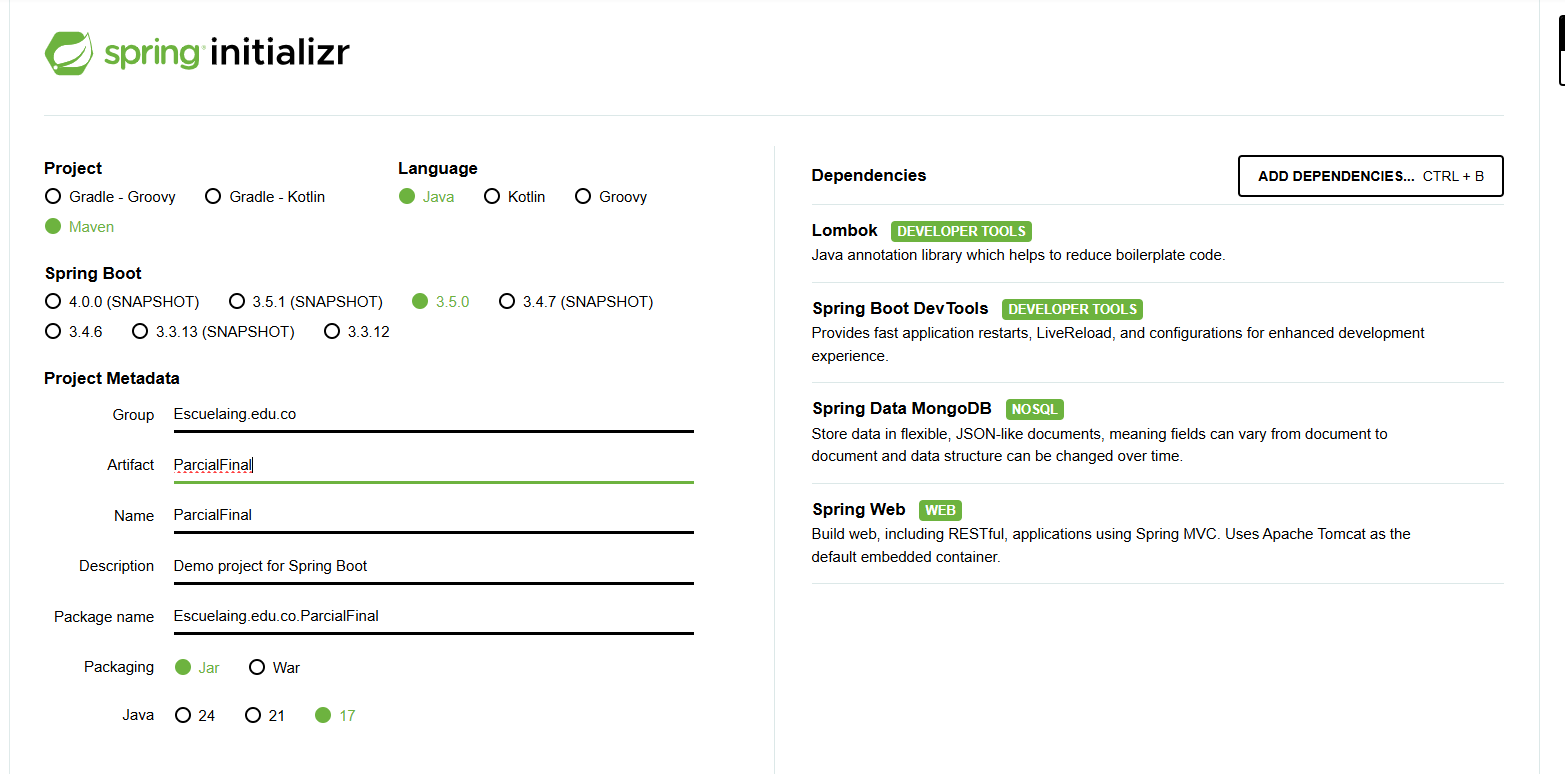 spring initializr
Project
Gradle - Groovy Gradle - Kotlin
Maven
Language
Java Kotlin Groovy
Spring Boot
4.0.0 (SNAPSHOT) 3.5.1 (SNAPSHOT) 3.5.0 3.4.7 (SNAPSHOT)
3.4.6 3.3.13 (SNAPSHOT) 3.3.12
Project Metadata
Group Escuelaing.edu.co
Artifact ParcialFinal
Name ParcialFinal
Description Demo project for Spring Boot
Package name Escuelaing.edu.co.ParcialFinal
Packaging Jar War
Java 24 21 17
Dependencies ADD DEPENDENCIES... CTRL + B
Lombok DEVELOPER TOOLS
Java annotation library which helps to reduce boilerplate code.
Spring Boot DevTools DEVELOPER TOOLS
Provides fast application restarts, LiveReload, and configurations for enhanced development
experience.
Spring Data MongoDB NOSQL
Store data in flexible, JSON-like documents, meaning fields can vary from document to
document and data structure can be changed over time.
Spring Web WEB
Build web, including RESTful, applications using Spring MVC. Uses Apache Tomcat as the
default embedded container.